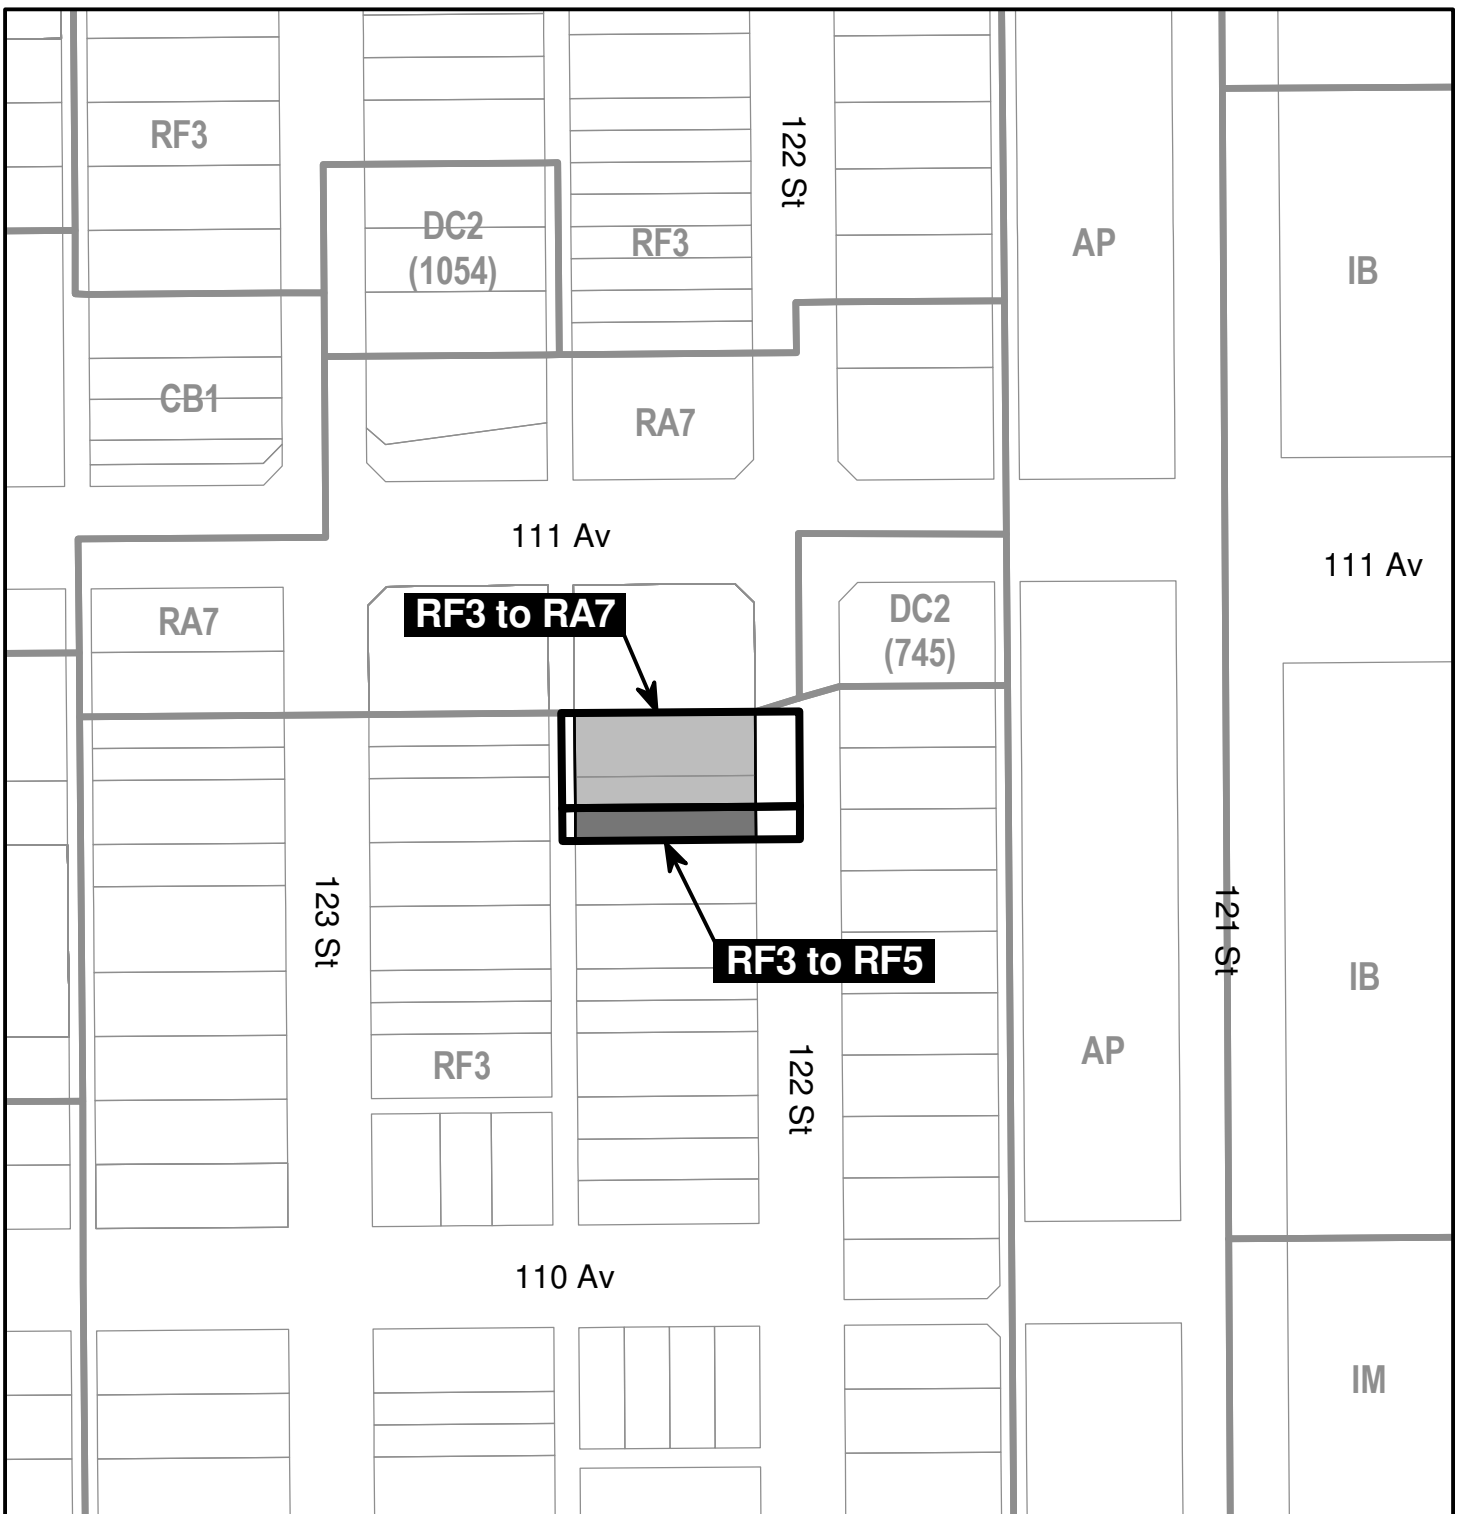 RF3
122 St
DC2
(1054)
RF3
AP
IB
CB1
RA7
111 Av
111 Av
RF3 to RA7
RA7
DC2
(745)
123 St
121 St
RF3 to RF5
IB
RF3
122 St
AP
110 Av
IM